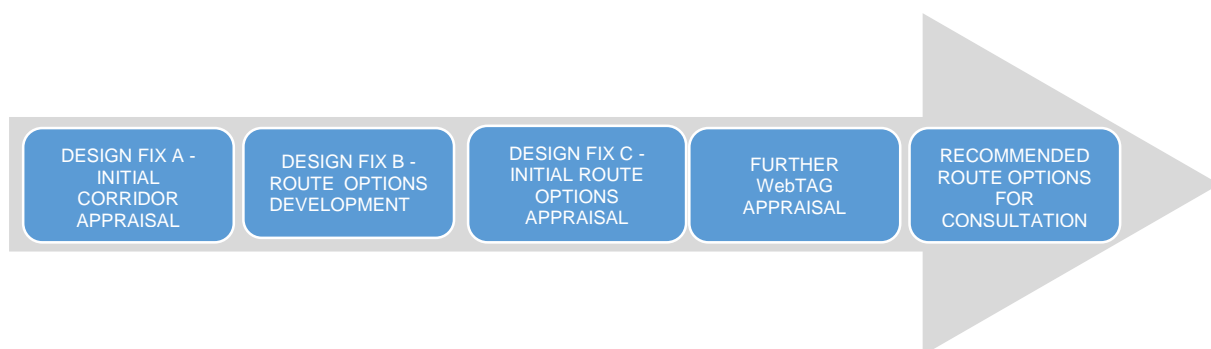 DESIGN FIX A -
INITIAL
CORRIDOR
APPRAISAL
DESIGN FIX B -
ROUTE OPTIONS
DEVELOPMENT
DESIGN FIX C -
INITIAL ROUTE
OPTIONS
APPRAISAL
FURTHER
WebTAG
APPRAISAL
RECOMMENDED
ROUTE OPTIONS
FOR
CONSULTATION